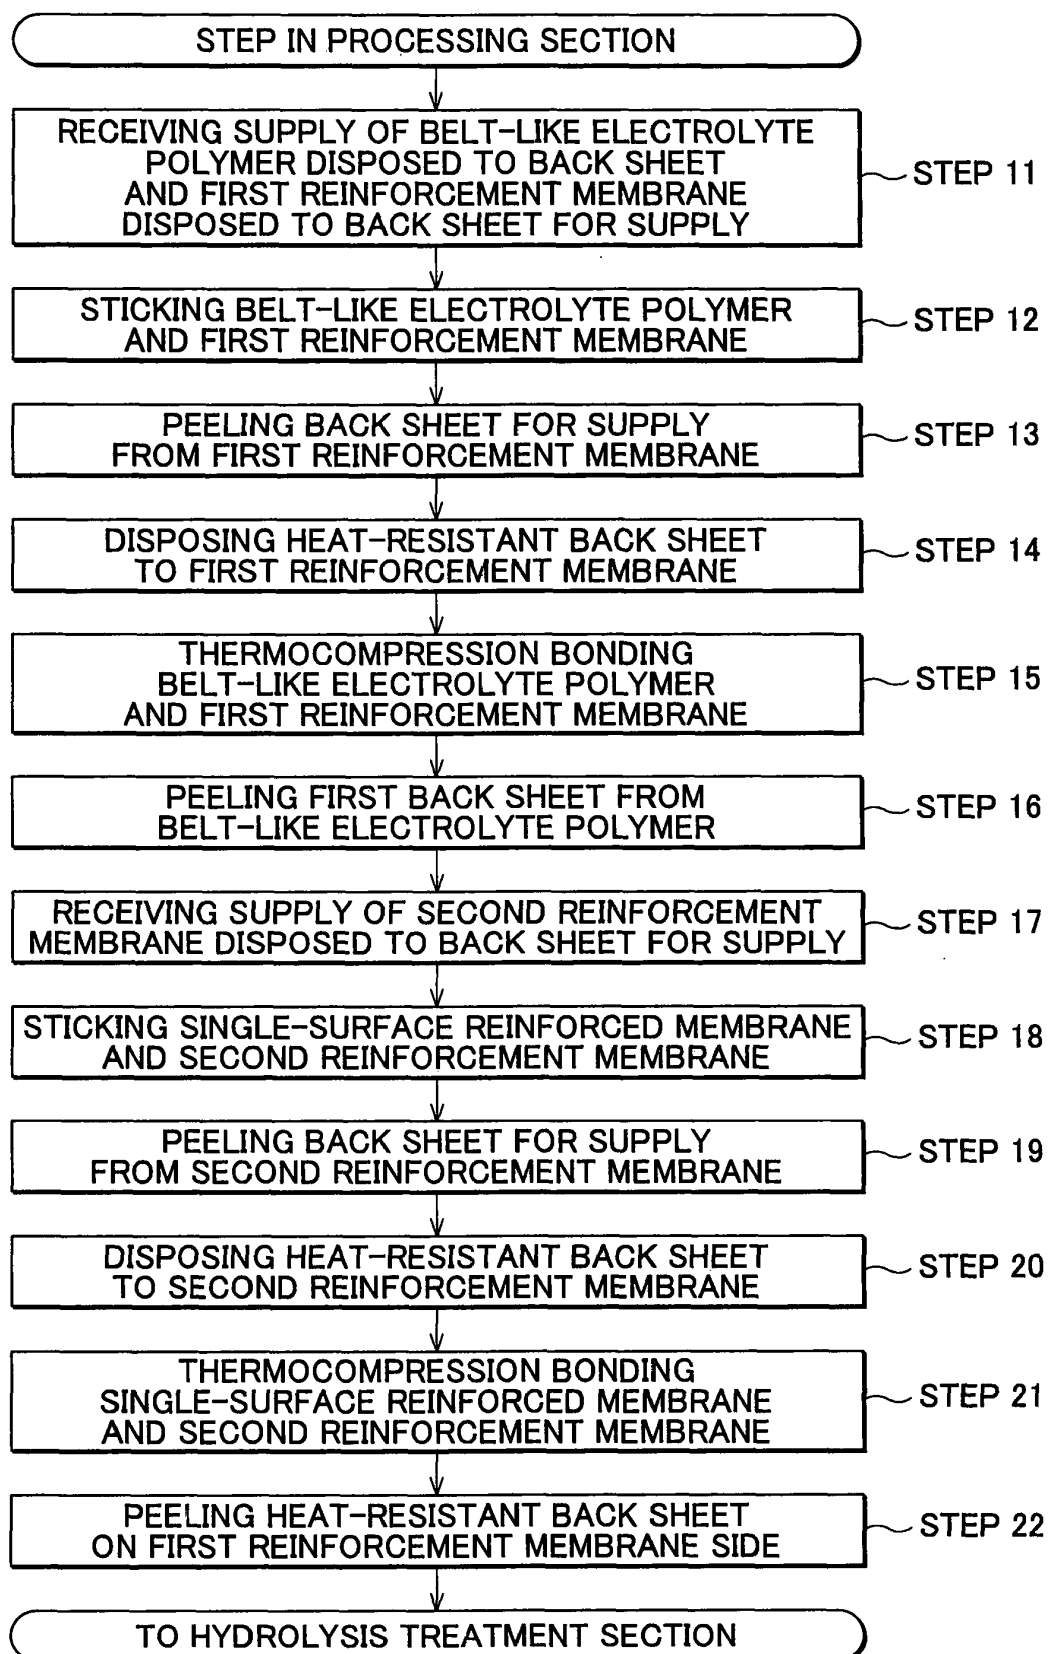 STEP IN PROCESSING SECTION
RECEIVING SUPPLY OF BELT-LIKE ELECTROLYTE
POLYMER DISPOSED TO BACK SHEET
AND FIRST REINFORCEMENT MEMBRANE
DISPOSED TO BACK SHEET FOR SUPPLY
STEP 11
STICKING BELT-LIKE ELECTROLYTE POLYMER
AND FIRST REINFORCEMENT MEMBRANE
STEP 12
PEELING BACK SHEET FOR SUPPLY
FROM FIRST REINFORCEMENT MEMBRANE
STEP 13
DISPOSING HEAT-RESISTANT BACK SHEET
TO FIRST REINFORCEMENT MEMBRANE
STEP 14
THERMOCOMPRESSION BONDING
BELT-LIKE ELECTROLYTE POLYMER
AND FIRST REINFORCEMENT MEMBRANE
STEP 15
PEELING FIRST BACK SHEET FROM
BELT-LIKE ELECTROLYTE POLYMER
STEP 16
RECEIVING SUPPLY OF SECOND REINFORCEMENT
MEMBRANE DISPOSED TO BACK SHEET FOR SUPPLY
STEP 17
STICKING SINGLE-SURFACE REINFORCED MEMBRANE
AND SECOND REINFORCEMENT MEMBRANE
STEP 18
PEELING BACK SHEET FOR SUPPLY
FROM SECOND REINFORCEMENT MEMBRANE
STEP 19
DISPOSING HEAT-RESISTANT BACK SHEET
TO SECOND REINFORCEMENT MEMBRANE
STEP 20
THERMOCOMPRESSION BONDING
SINGLE-SURFACE REINFORCED MEMBRANE
AND SECOND REINFORCEMENT MEMBRANE
STEP 21
PEELING HEAT-RESISTANT BACK SHEET
ON FIRST REINFORCEMENT MEMBRANE SIDE
STEP 22
TO HYDROLYSIS TREATMENT SECTION